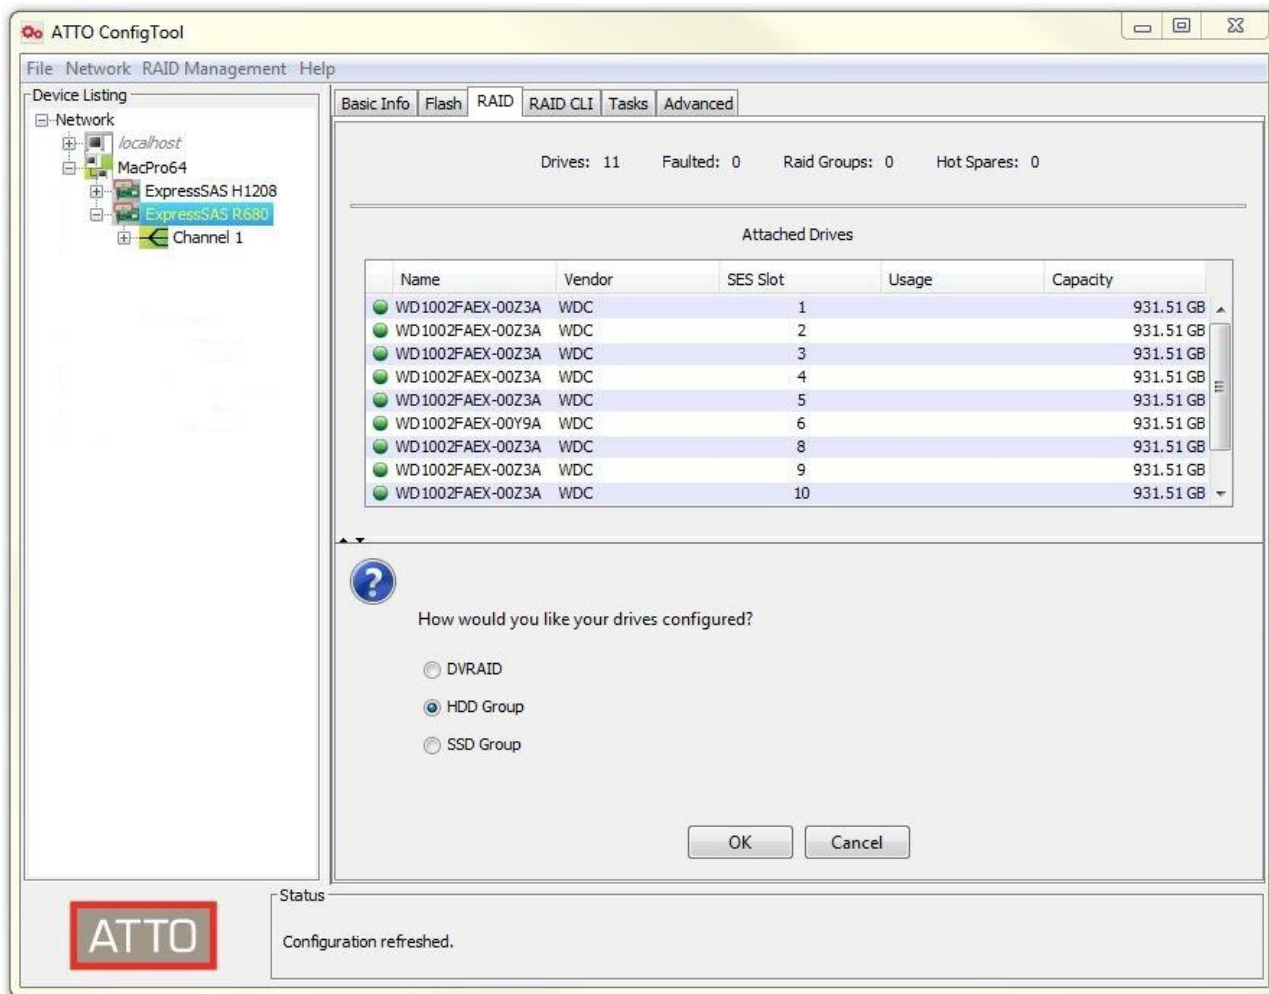 ATTO ConfigTool
File Network RAID Management Help
Device Listing
Network
localhost
MacPro64
ExpressSAS H1208
ExpressSAS R680
Channel 1
Basic Info Flash RAID RAID CLI Tasks Advanced
Drives: 11 Faulted: 0 Raid Groups: 0 Hot Spares: 0
Attached Drives
Name Vendor SES Slot Usage Capacity
WD1002FAEX-00Z3A WDC 1 931.51 GB
WD1002FAEX-00Z3A WDC 2 931.51 GB
WD1002FAEX-00Z3A WDC 3 931.51 GB
WD1002FAEX-00Z3A WDC 4 931.51 GB
WD1002FAEX-00Z3A WDC 5 931.51 GB
WD1002FAEX-00Y9A WDC 6 931.51 GB
WD1002FAEX-00Z3A WDC 8 931.51 GB
WD1002FAEX-00Z3A WDC 9 931.51 GB
WD1002FAEX-00Z3A WDC 10 931.51 GB
How would you like your drives configured?
DVRAID
HDD Group
SSD Group
OK Cancel
ATTO
Status
Configuration refreshed.